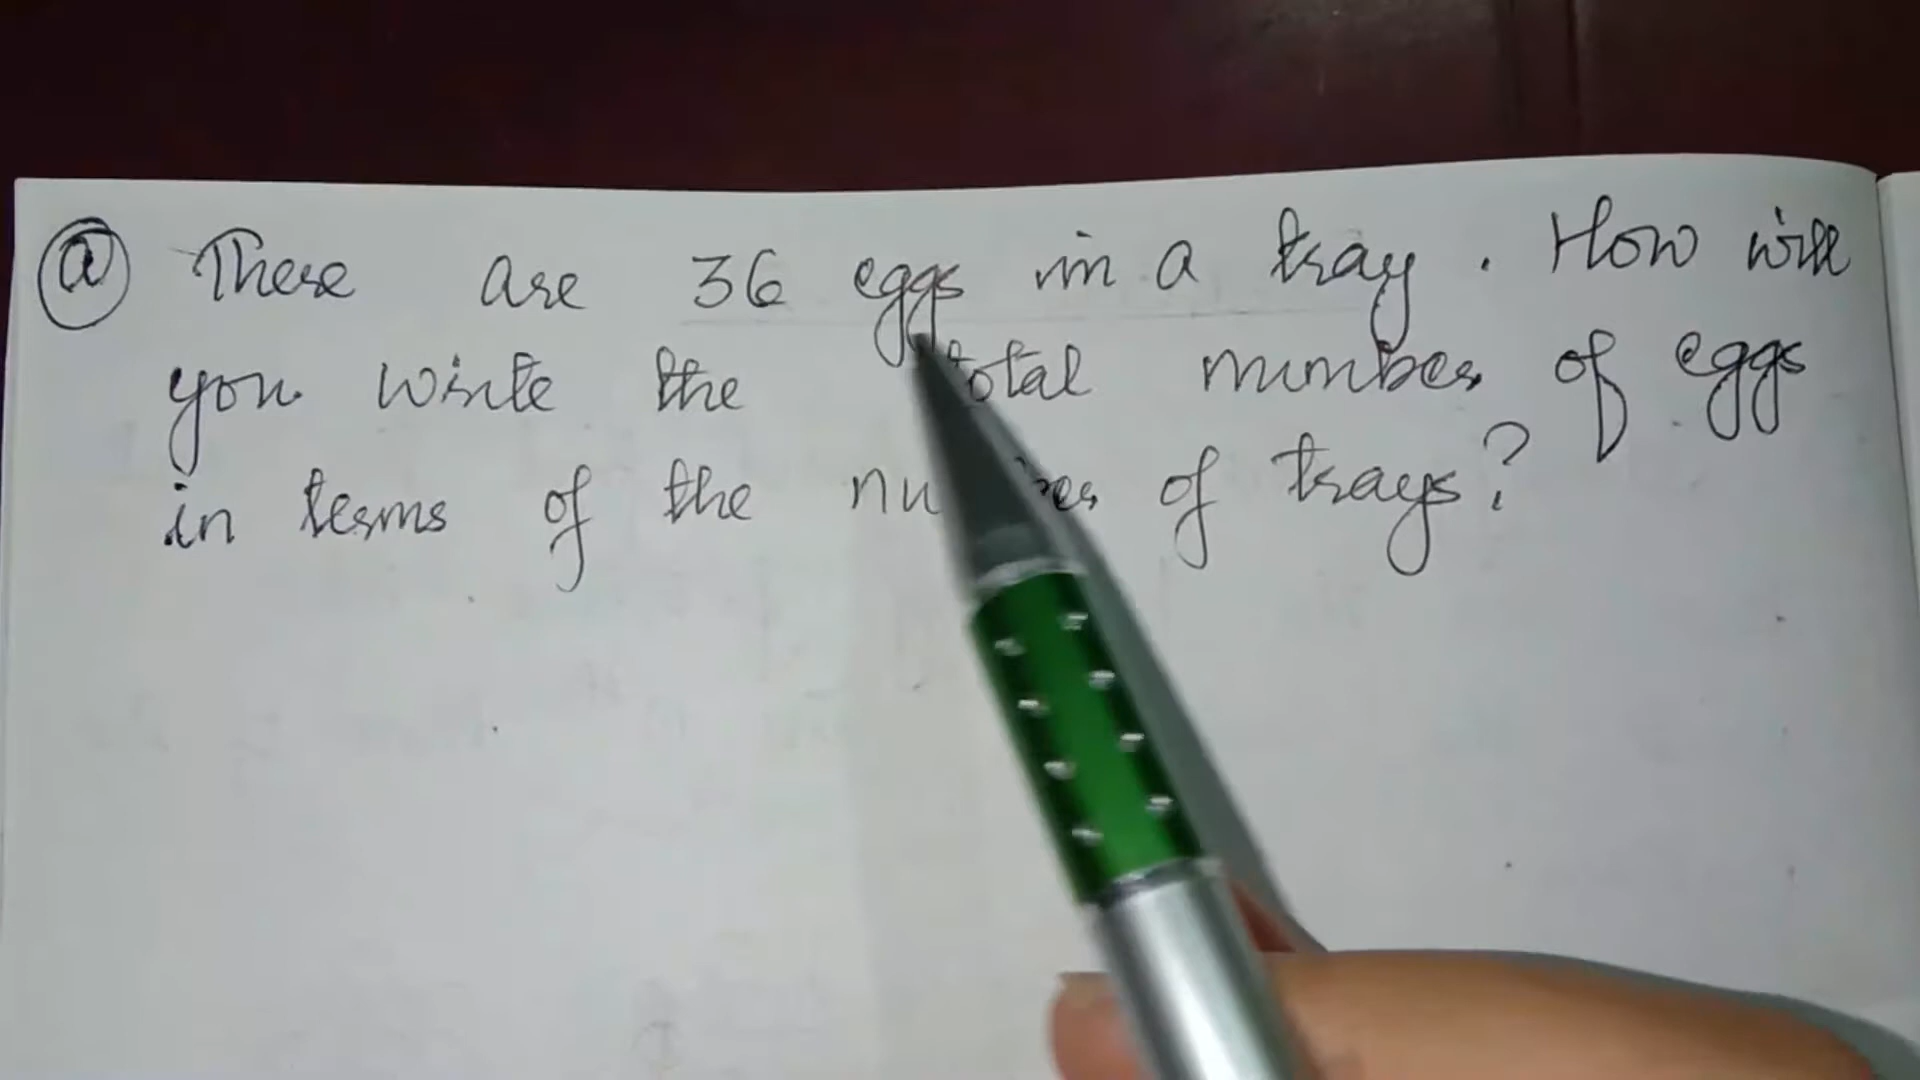 a There are 36 eggs in a tray. How will
you write the total number of eggs
in terms of the of trays?